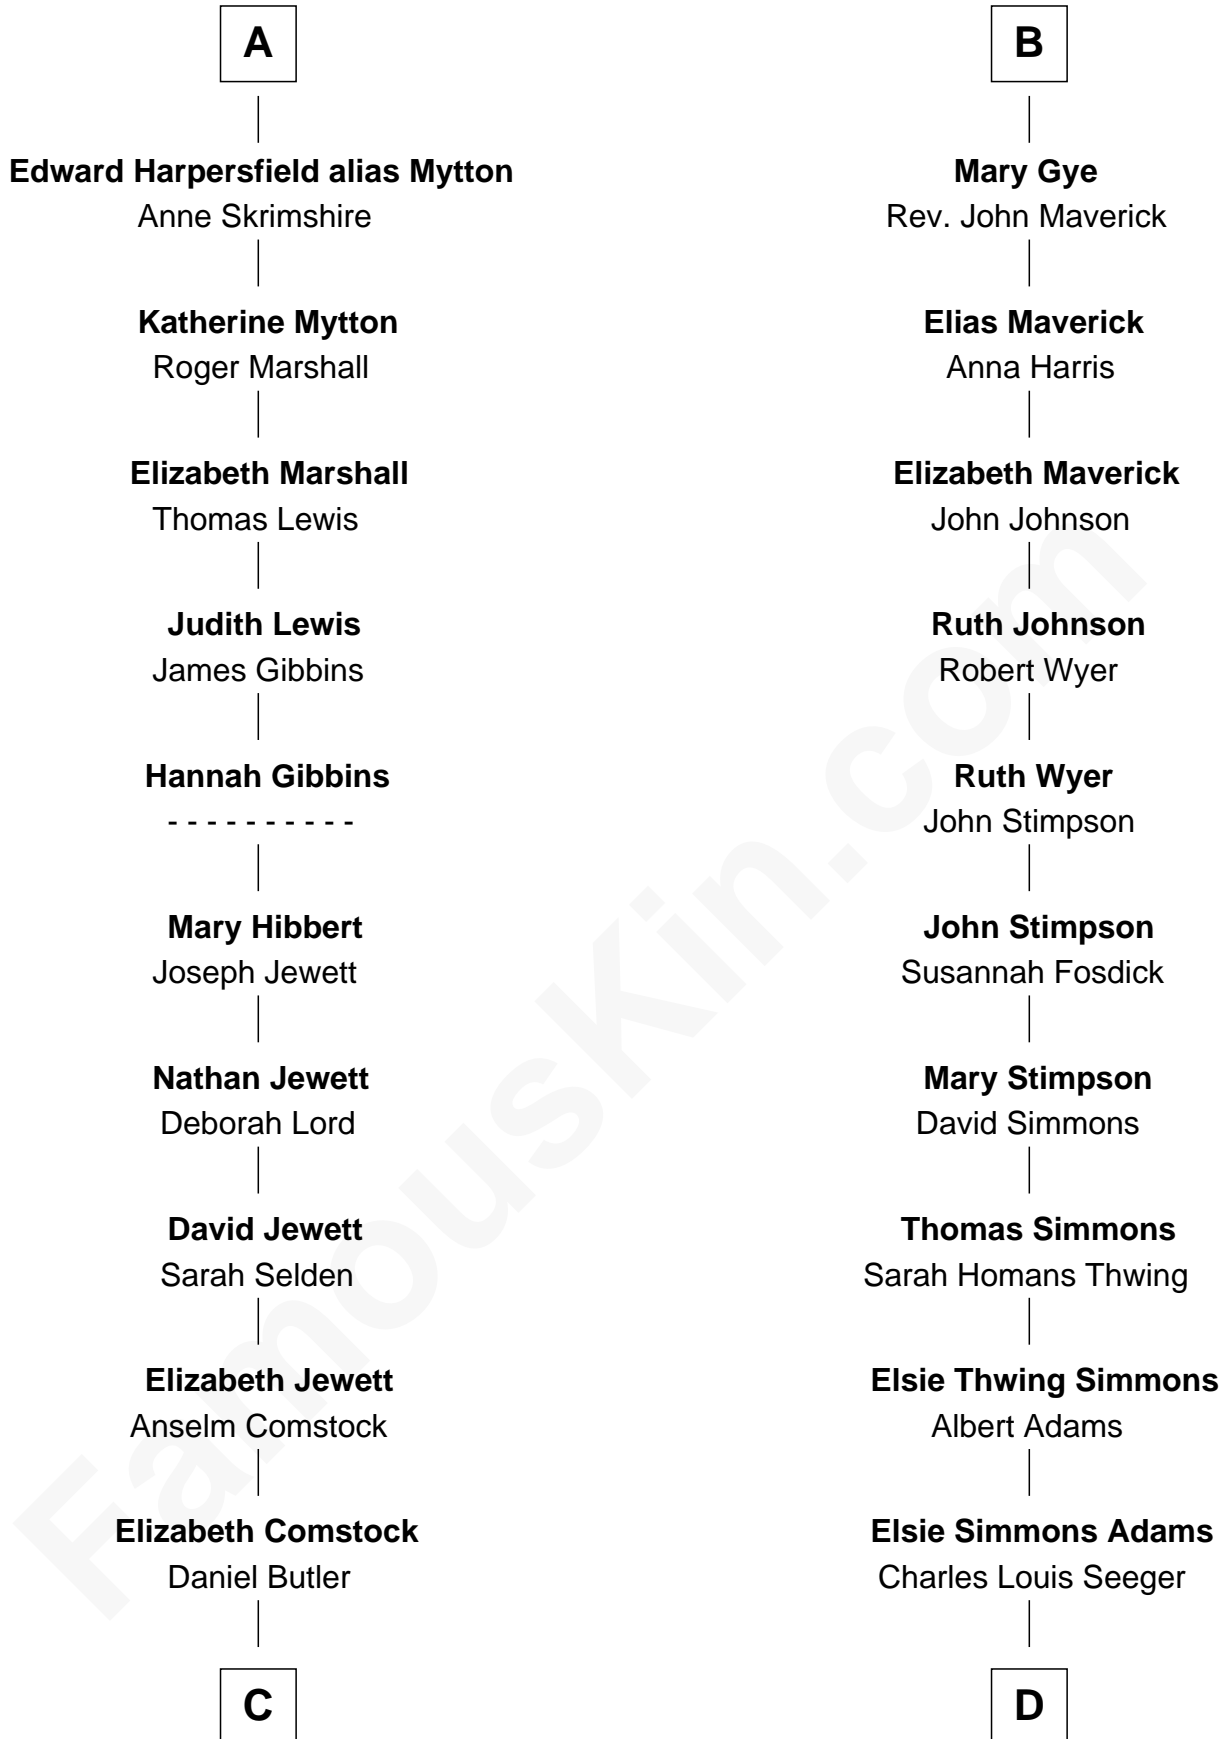 A
Edward Harpersfield alias Mytton
Anne Skrimshire
Katherine Mytton
Roger Marshall
Elizabeth Marshall
Thomas Lewis
Judith Lewis
James Gibbins
Hannah Gibbins
- - - - - - - - - -
Mary Hibbert
Joseph Jewett
Nathan Jewett
Deborah Lord
David Jewett
Sarah Selden
Elizabeth Jewett
Anselm Comstock
Elizabeth Comstock
Daniel Butler
C
B
Mary Gye
Rev. John Maverick
Elias Maverick
Anna Harris
Elizabeth Maverick
John Johnson
Ruth Johnson
Robert Wyer
Ruth Wyer
John Stimpson
John Stimpson
Susannah Fosdick
Mary Stimpson
David Simmons
Thomas Simmons
Sarah Homans Thwing
Elsie Thwing Simmons
Albert Adams
Elsie Simmons Adams
Charles Louis Seeger
D
FamousKin.com